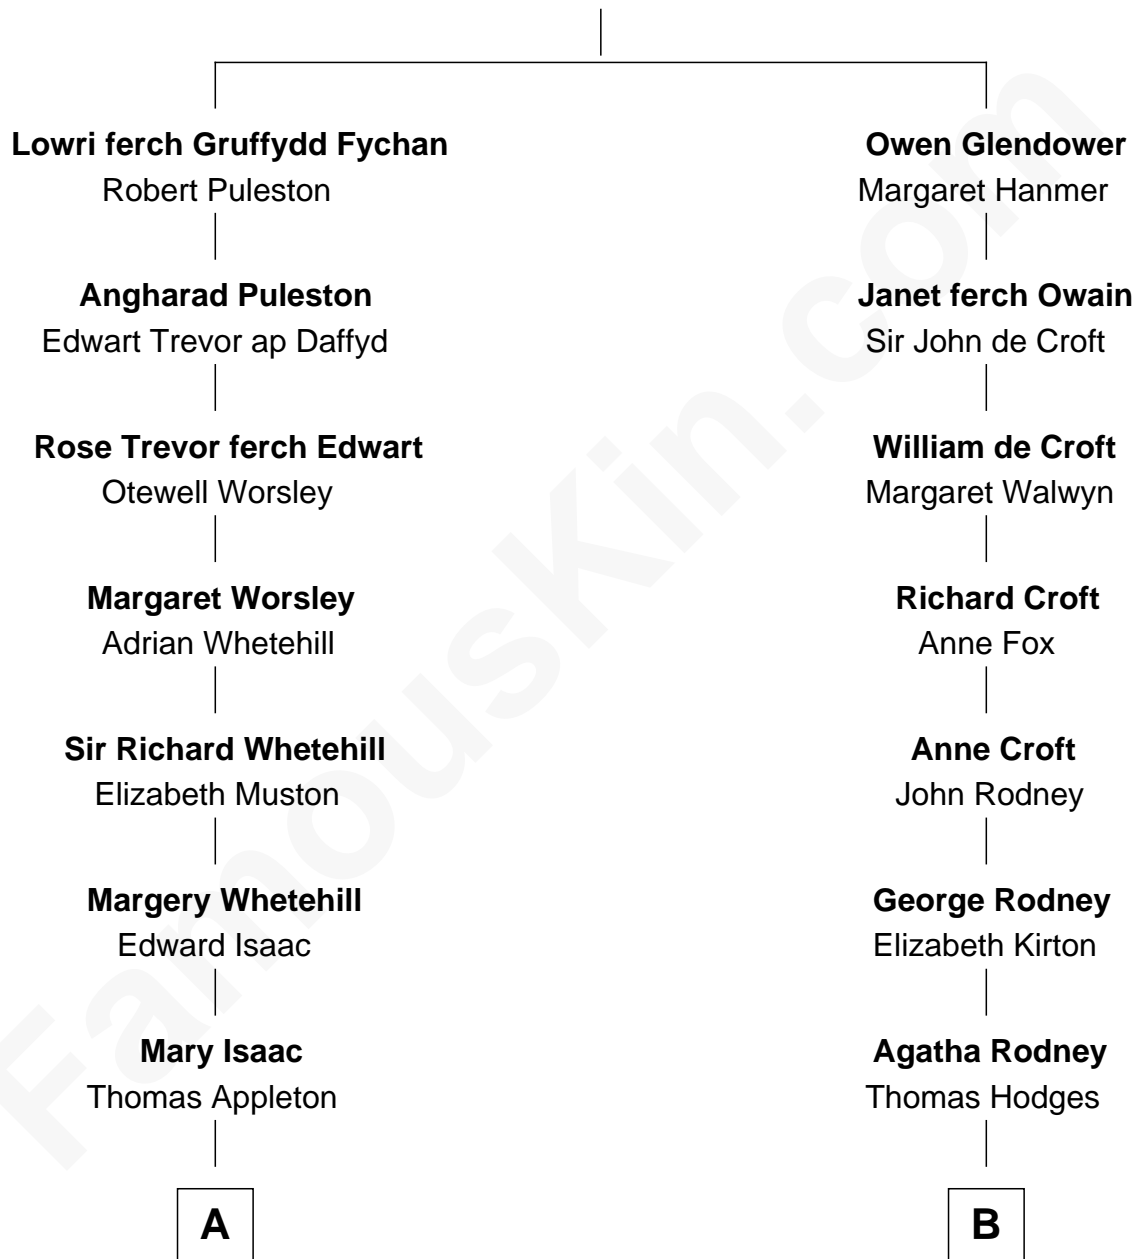 Lowri ferch Gruffydd Fychan
Robert Puleston
Angharad Puleston
Edwart Trevor ap Daffyd
Rose Trevor ferch Edwart
Otewell Worsley
Margaret Worsley
Adrian Whetehill
Sir Richard Whetehill
Elizabeth Muston
Margery Whetehill
Edward Isaac
Mary Isaac
Thomas Appleton
A
Owen Glendower
Margaret Hanmer
Janet ferch Owain
Sir John de Croft
William de Croft
Margaret Walwyn
Richard Croft
Anne Fox
Anne Croft
John Rodney
George Rodney
Elizabeth Kirton
Agatha Rodney
Thomas Hodges
B
FamousKin.com